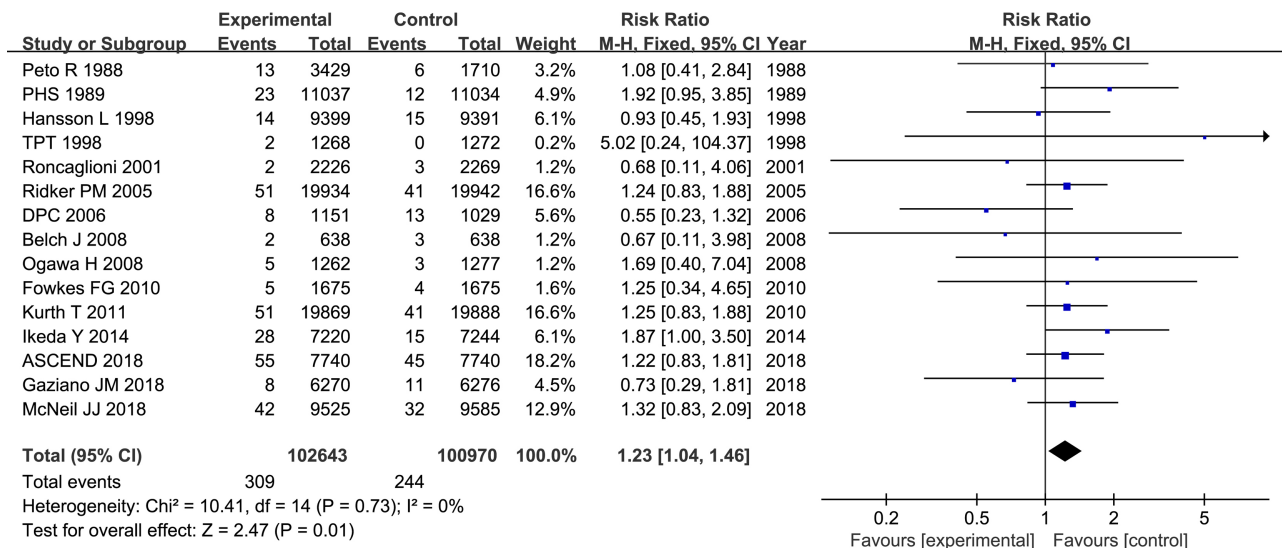 Experimental Control Risk Ratio Risk Ratio
Study or Subgroup Events Total Events Total Weight M-H, Fixed, 95% CI Year M-H, Fixed, 95% CI
Peto R 1988 13 3429 6 1710 3.2% 1.08 [0.41, 2.84] 1988
PHS 1989 23 11037 12 11034 4.9% 1.92 [0.95, 3.85] 1989
Hansson L 1998 14 9399 15 9391 6.1% 0.93 [0.45, 1.93] 1998
TPT 1998 2 1268 0 1272 0.2% 5.02 [0.24, 104.37] 1998
Roncaglioni 2001 2 2226 3 2269 1.2% 0.68 [0.11, 4.06] 2001
Ridker PM 2005 51 19934 41 19942 16.6% 1.24 [0.83, 1.88] 2005
DPC 2006 8 1151 13 1029 5.6% 0.55 [0.23, 1.32] 2006
Belch J 2008 2 638 3 638 1.2% 0.67 [0.11, 3.98] 2008
Ogawa H 2008 5 1262 3 1277 1.2% 1.69 [0.40, 7.04] 2008
Fowkes FG 2010 5 1675 4 1675 1.6% 1.25 [0.34, 4.65] 2010
Kurth T 2011 51 19869 41 19888 16.6% 1.25 [0.83, 1.88] 2010
Ikeda Y 2014 28 7220 15 7244 6.1% 1.87 [1.00, 3.50] 2014
ASCEND 2018 55 7740 45 7740 18.2% 1.22 [0.83, 1.81] 2018
Gaziano JM 2018 8 6270 11 6276 4.5% 0.73 [0.29, 1.81] 2018
McNeil JJ 2018 42 9525 32 9585 12.9% 1.32 [0.83, 2.09] 2018
Total (95% CI) 102643 100970 100.0% 1.23 [1.04, 1.46]
Total events 309 244
Heterogeneity: Chi² = 10.41, df = 14 (P = 0.73); I² = 0%
Test for overall effect: Z = 2.47 (P = 0.01)
0.2 0.5 1 2 5
Favours [experimental] Favours [control]